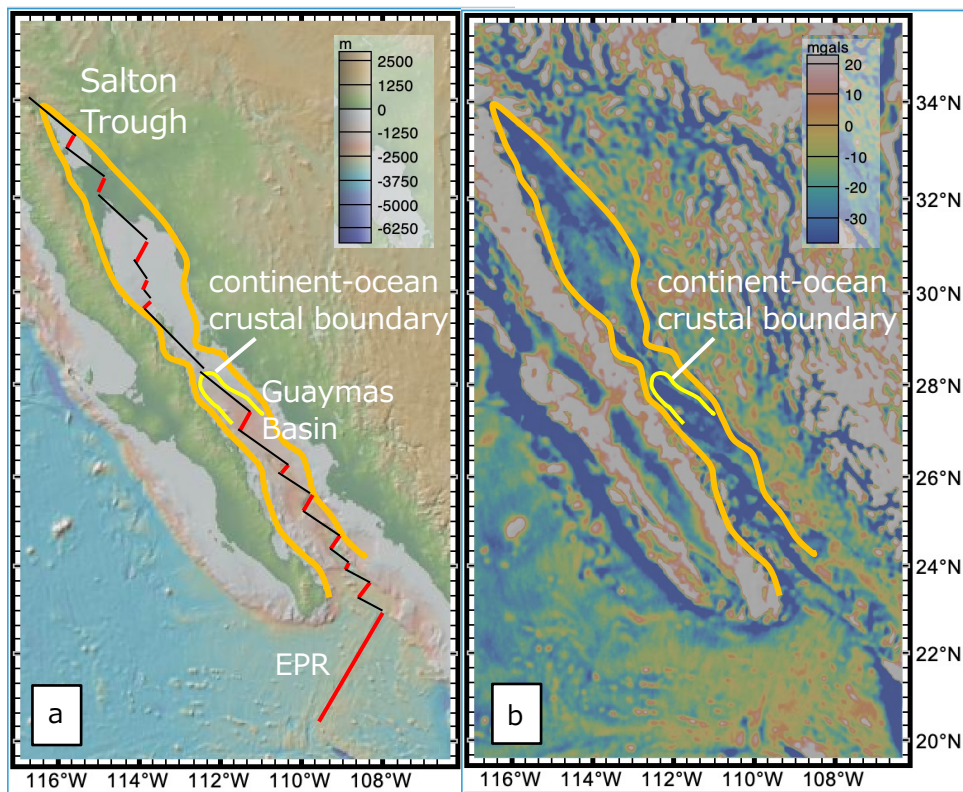 m
2500
1250
0
-1250
-2500
-3750
-5000
-6250
Salton
Trough
continent-ocean
crustal boundary
Guaymas
Basin
EPR
a
116°W 114°W 112°W 110°W 108°W
mgals
20
10
0
-10
-20
-30
continent-ocean
crustal boundary
b
34°N
32°N
30°N
28°N
26°N
24°N
22°N
20°N
116°W 114°W 112°W 110°W 108°W